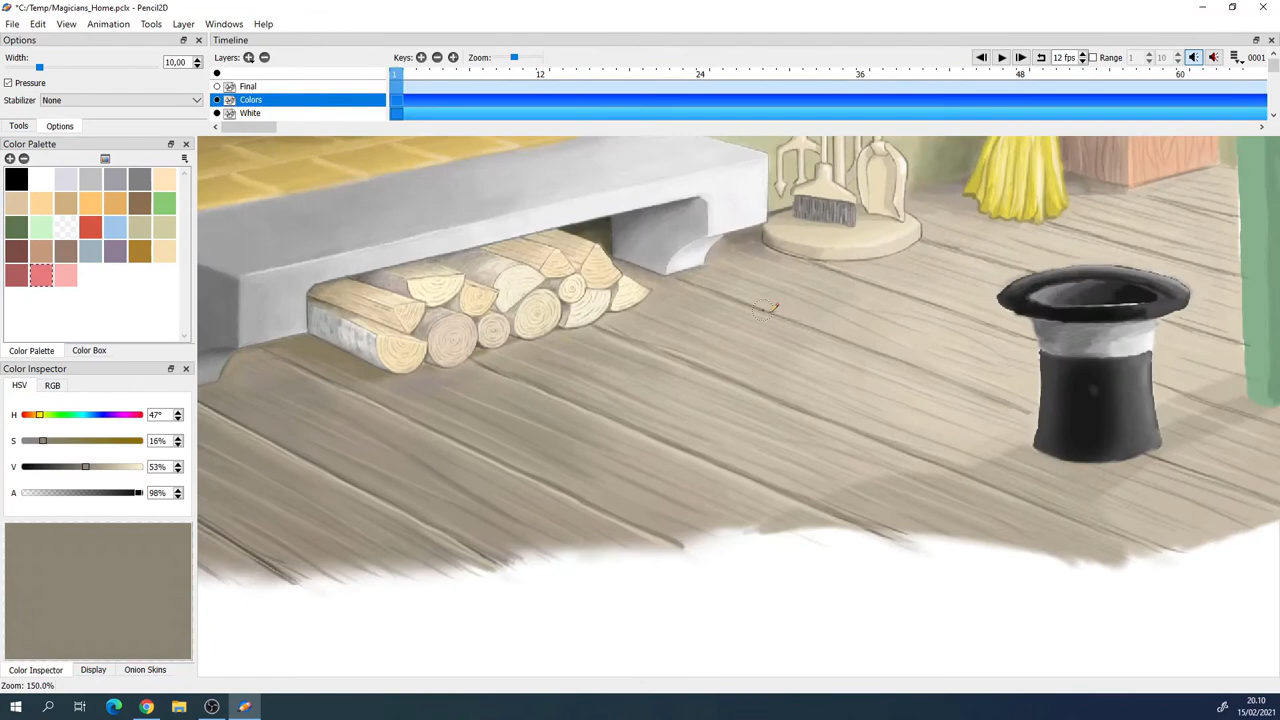 *C:/Temp/Magicians_Home.pclx - Pencil2D
File Edit View Animation Tools Layer Windows Help
Options
Width: 10,00
Pressure
Stabilizer None
Tools Options
Color Palette
Color Palette Color Box
Color Inspector
HSV RGB
H 47°
S 16%
V 53%
A 98%
Color Inspector Display Onion Skins
Zoom: 150.0%
Timeline
Layers: Keys: Zoom: 12 fps Range 1 10 0001
1 12 24 36 48 60
Final
Colors
White
20.10
15/02/2021